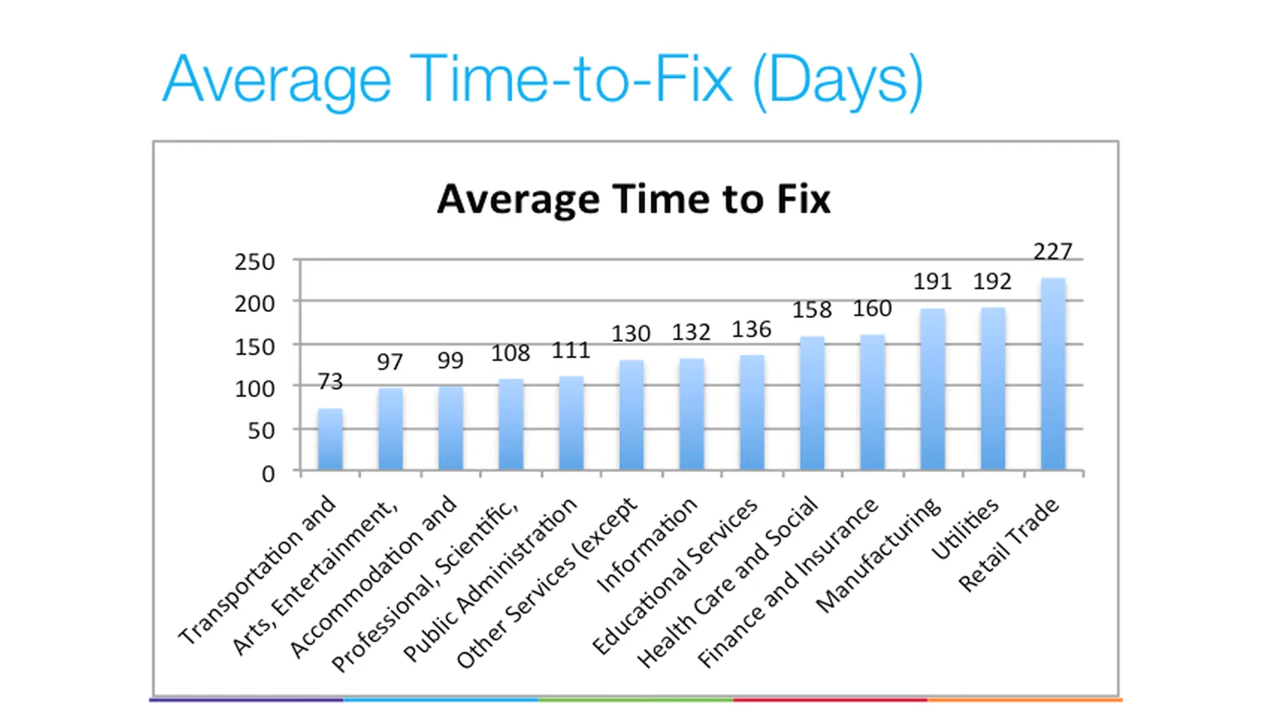 Average Time-to-Fix (Days)
Average Time to Fix
250
200
150
100
50
0
73
97
99
108
111
130
132
136
158
160
191
192
227
Transportation and
Arts, Entertainment,
Accommodation and
Professional, Scientific,
Public Administration
Other Services (except
Information
Educational Services
Health Care and Social
Finance and Insurance
Manufacturing
Utilities
Retail Trade